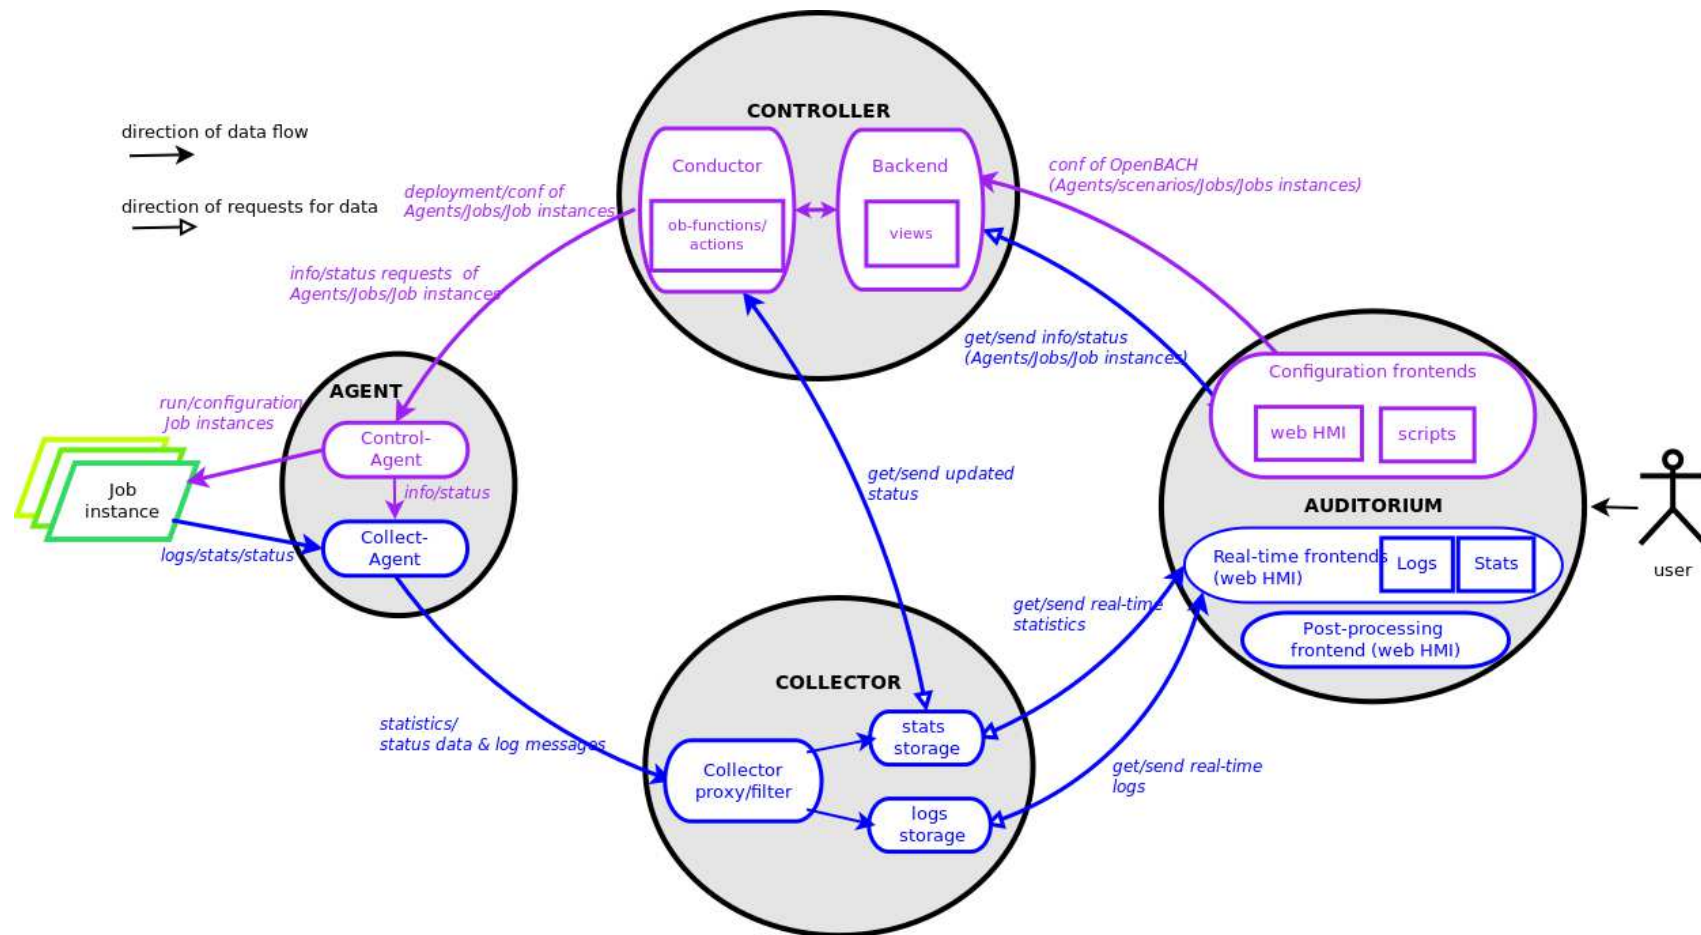 CONTROLLER
direction of data flow
Conductor
Backend
conf of OpenBACH
(Agents/scenarios/Jobs/Jobs instances)
deployment/conf of
Agents/Jobs/Job instances
direction of requests for data
ob-functions/
actions
views
info/status requests  of
Agents/Jobs/Job instances
get/send info/status
(Agents/Jobs/Job instances)
Configuration frontends
web HMI
scripts
AGENT
run/configuration
Job instances
Control-
Agent
info/status
Job
instance
get/send updated
status
AUDITORIUM
Collect-
Agent
logs/stats/status
Real-time frontends
(web HMI)
Logs
Stats
user
get/send real-time
statistics
Post-processing
frontend (web HMI)
COLLECTOR
statistics/
status data & log messages
stats
storage
Collector
proxy/filter
get/send real-time
logs
logs
storage